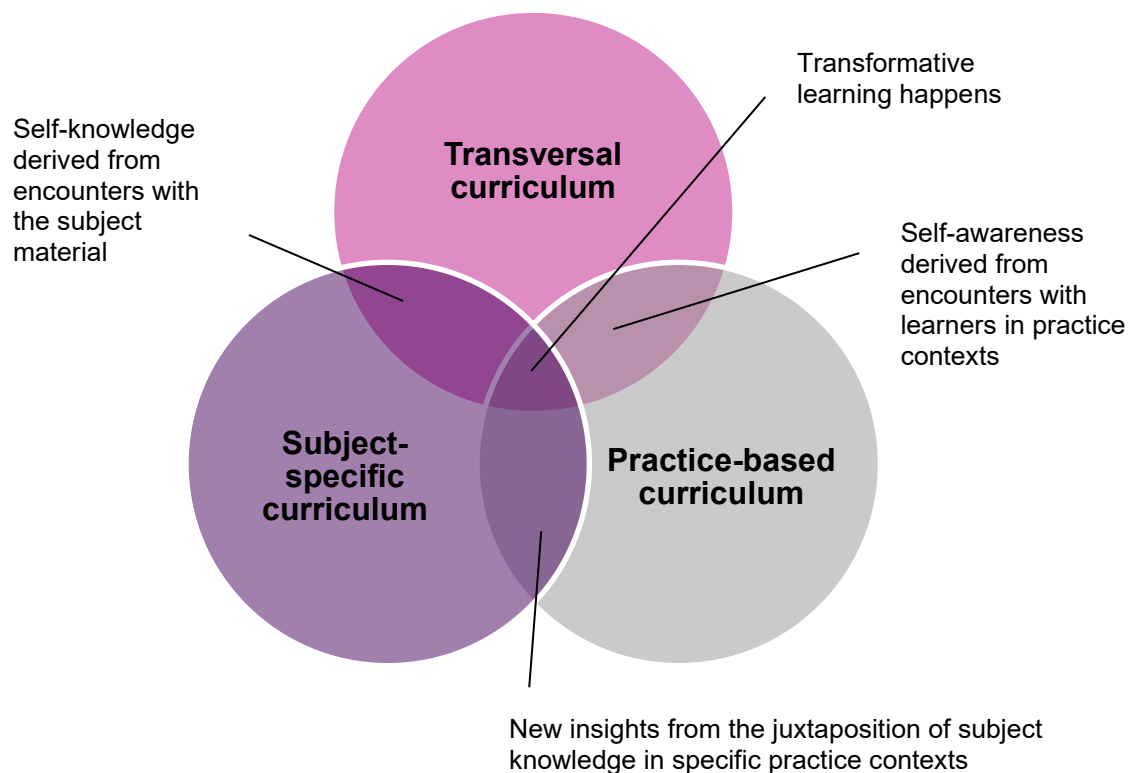 Transformative
learning happens
Self-knowledge
derived from
encounters with
the subject
material
Transversal
curriculum
Self-awareness
derived from
encounters with
learners in practice
contexts
Subject-
specific
curriculum
Practice-based
curriculum
New insights from the juxtaposition of subject
knowledge in specific practice contexts